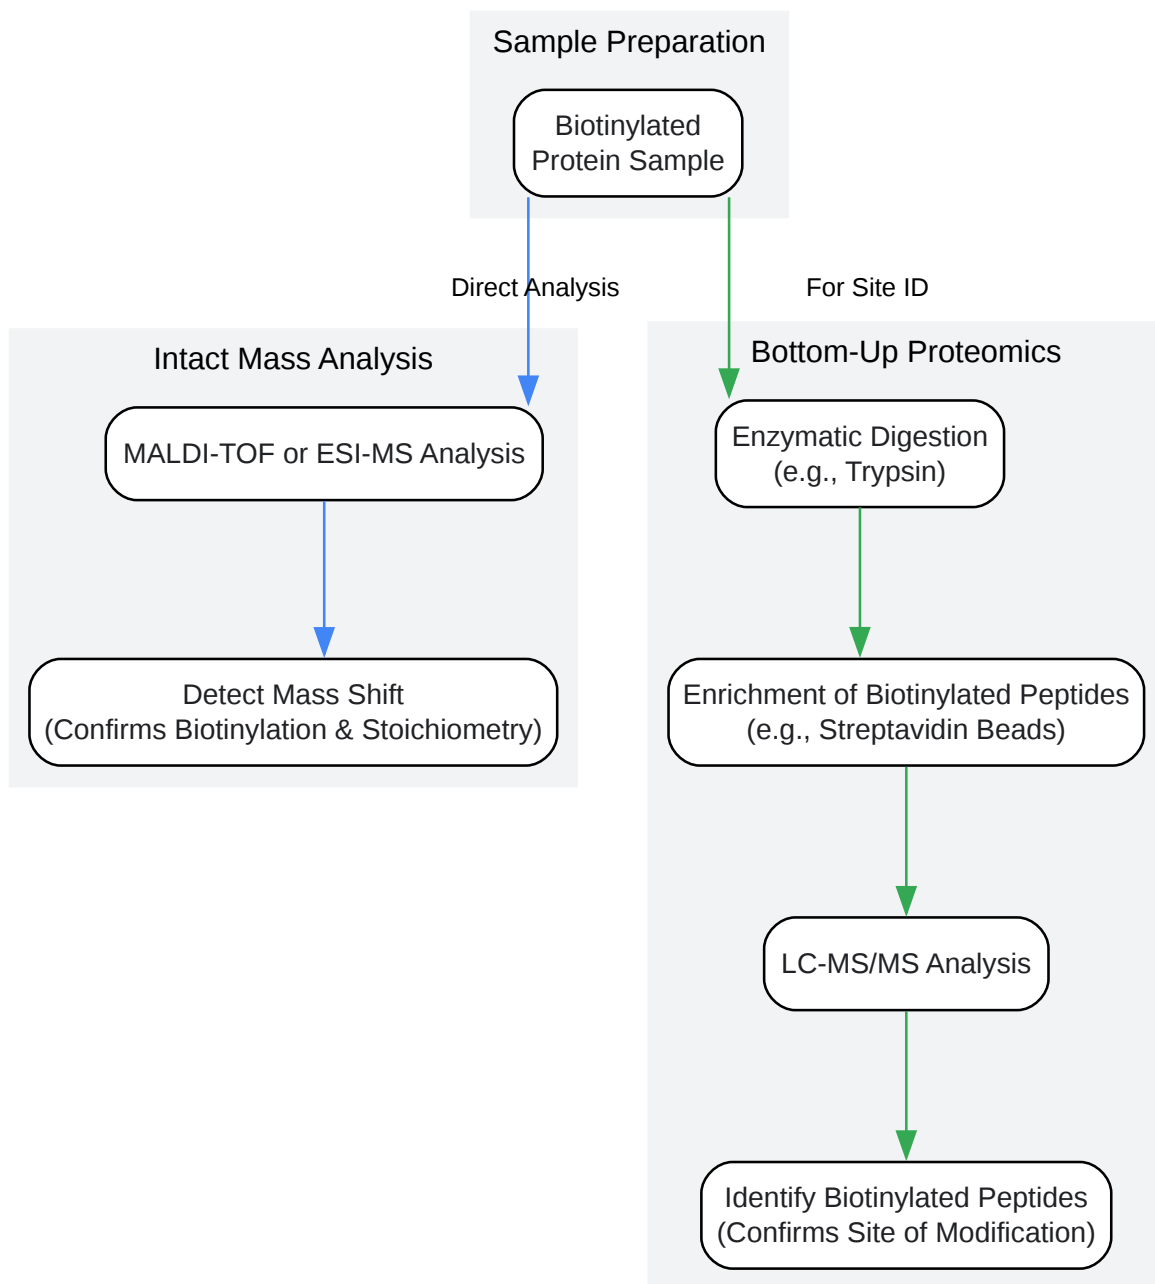 Sample Preparation
Biotinylated
Protein Sample
Direct Analysis
For Site ID
Intact Mass Analysis
MALDI-TOF or ESI-MS Analysis
Detect Mass Shift
(Confirms Biotinylation & Stoichiometry)
Bottom-Up Proteomics
Enzymatic Digestion
(e.g., Trypsin)
Enrichment of Biotinylated Peptides
(e.g., Streptavidin Beads)
LC-MS/MS Analysis
Identify Biotinylated Peptides
(Confirms Site of Modification)